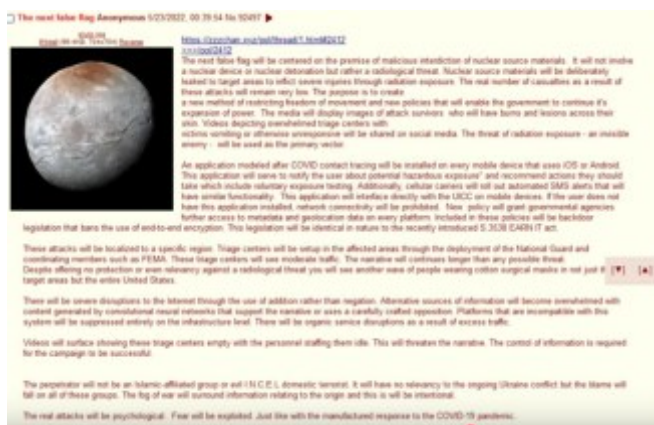 The next false flag Anonymous 5/23/2022, 00:39:54 No.92497 ▶
https://zzzchan.xyz/pol/thread/1.html#2412
>>>/pol/2412
The next false flag will be centered on the premise of malicious interdiction of nuclear source materials. It will not involve
a nuclear device or nuclear detonation but rather a radiological threat. Nuclear source materials will be deliberately
leaked to target areas to inflict severe injuries through radiation exposure. The real number of casualties as a result of
these attacks will remain very low. The purpose is to create
a new method of restricting freedom of movement and new policies that will enable the government to continue it's
expansion of power. The media will display images of attack survivors who will have burns and lesions across their
skin. Videos depicting overwhelmed triage centers with
victims vomiting or otherwise unresponsive will be shared on social media. The threat of radiation exposure - an invisible
enemy - will be used as the primary vector.
An application modeled after COVID contact tracing will be installed on every mobile device that uses iOS or Android.
This application will serve to notify the user about potential hazardous exposure" and recommend actions they should
take which include voluntary exposure testing. Additionally, cellular carriers will roll out automated SMS alerts that will
have similar functionality. This application will interface directly with the UICC on mobile devices. If the user does not
have this application installed, network connectivity will be prohibited. New policy will grant governmental agencies
further access to metadata and geolocation data on every platform. Included in these policies will be backdoor
legislation that bans the use of end-to-end encryption. This legislation will be identical in nature to the recently introduced S.3538 EARN IT act.
These attacks will be localized to a specific region. Triage centers will be setup in the affected areas through the deployment of the National Guard and
coordinating members such as FEMA. These triage centers will see moderate traffic. The narrative will continues longer than any possible threat.
Despite offering no protection or even relevancy against a radiological threat you will see another wave of people wearing cotton surgical masks in not just
target areas but the entire United States.
There will be severe disruptions to the Internet through the use of addition rather than negation. Alternative sources of information will become overwhelmed with
content generated by convolutional neural networks that support the narrative or uses a carefully crafted opposition. Platforms that are incompatible with this
system will be suppressed entirely on the infrastructure level. There will be organic service disruptions as a result of excess traffic.
Videos will surface showing these triage centers empty with the personnel staffing them idle. This will threaten the narrative. The control of information is required
for the campaign to be successful.
The perpetrator will not be an Islamic-affiliated group or evil I.N.C.E.L domestic terrorist. It will have no relevancy to the ongoing Ukraine conflict but the blame will
fall on all of these groups. The fog of war will surround information relating to the origin and this is will be intentional.
The real attacks will be psychological. Fear will be exploited. Just like with the manufactured response to the COVID-19 pandemic.